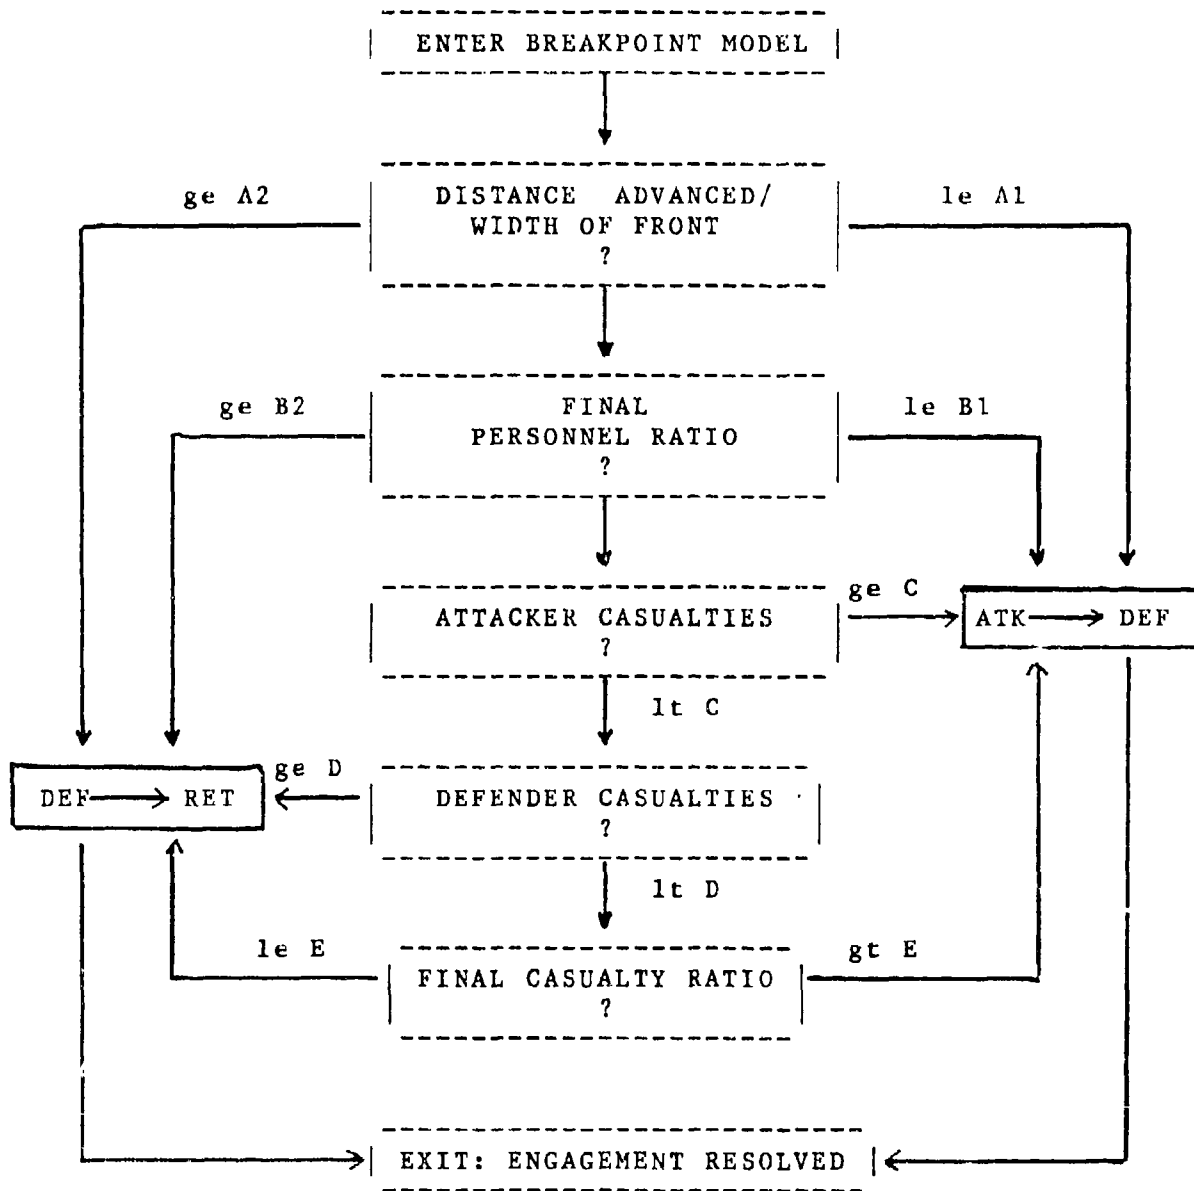 ENTER BREAKPOINT MODEL
ge A2
DISTANCE ADVANCED/
WIDTH OF FRONT
?
le A1
ge B2
FINAL
PERSONNEL RATIO
?
le B1
ATTACKER CASUALTIES
?
ge C
ATK DEF
lt C
DEF RET
ge D
DEFENDER CASUALTIES
?
lt D
le E
FINAL CASUALTY RATIO
?
gt E
EXIT: ENGAGEMENT RESOLVED